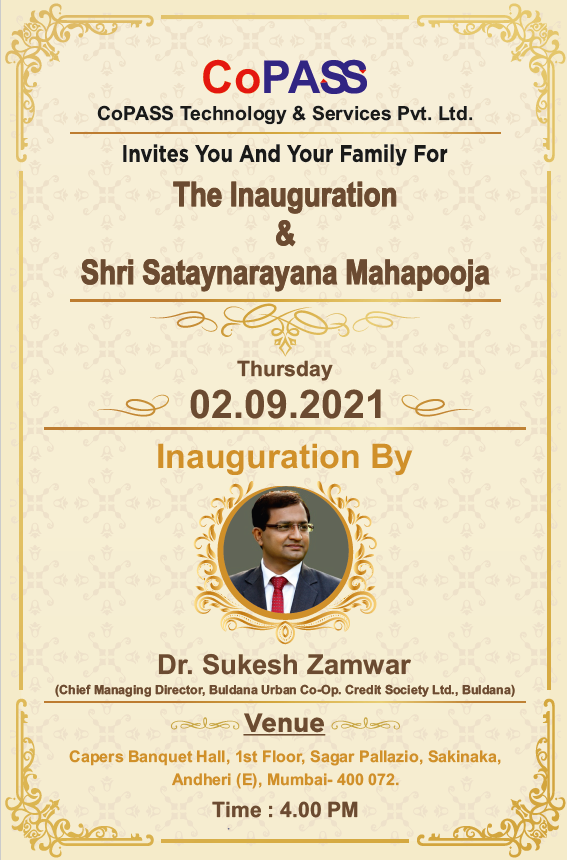 CoPASS
CoPASS Technology & Services Pvt. Ltd.
Invites You And Your Family For
The Inauguration
&
Shri Sataynarayana Mahapooja
Thursday
02.09.2021
Inauguration By
Dr. Sukesh Zamwar
(Chief Managing Director, Buldana Urban Co-Op. Credit Society Ltd., Buldana)
Venue
Capers Banquet Hall, 1st Floor, Sagar Pallazio, Sakinaka,
Andheri (E), Mumbai- 400 072.
Time : 4.00 PM